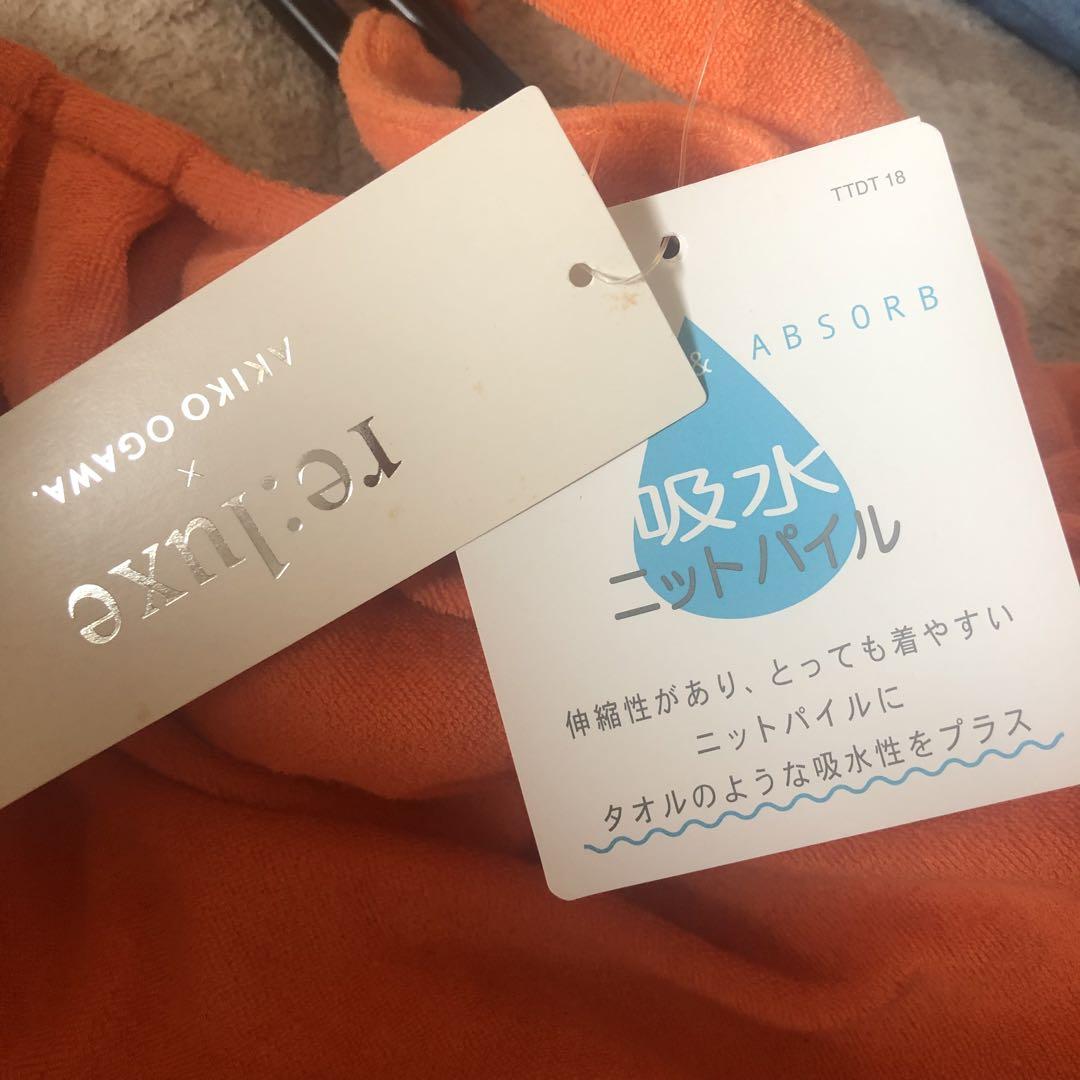 re:luxe
×
AKIKO OGAWA.
TTDT 18
& ABSORB
吸水
ニットパイル
伸縮性があり、とっても着やすい
ニットパイルに
タオルのような吸水性をプラス